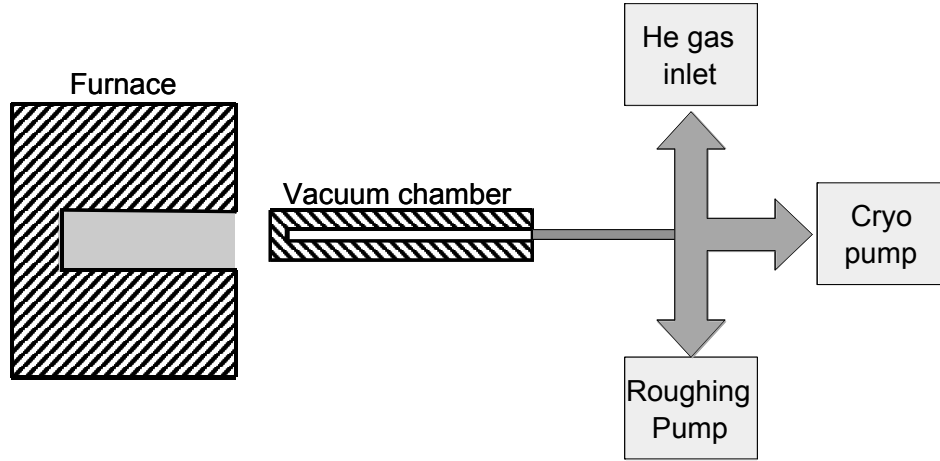 He gas
inlet
Furnace
Vacuum chamber
Cryo
pump
Roughing
Pump